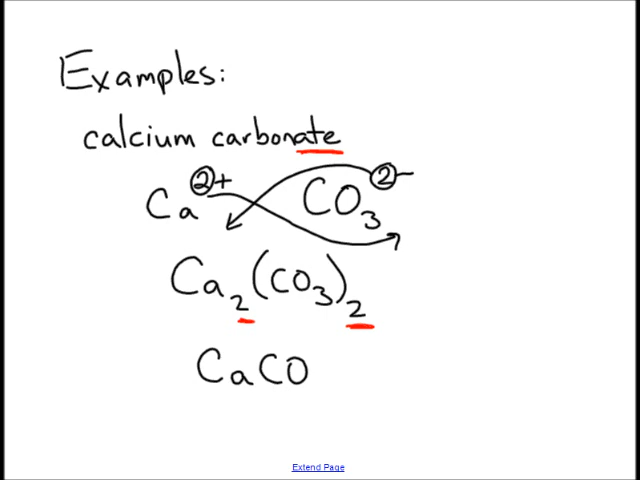 Examples:
calcium carbonate
Ca²⁺ CO₃²⁻
Ca₂(CO₃)₂
CaCO
Extend Page